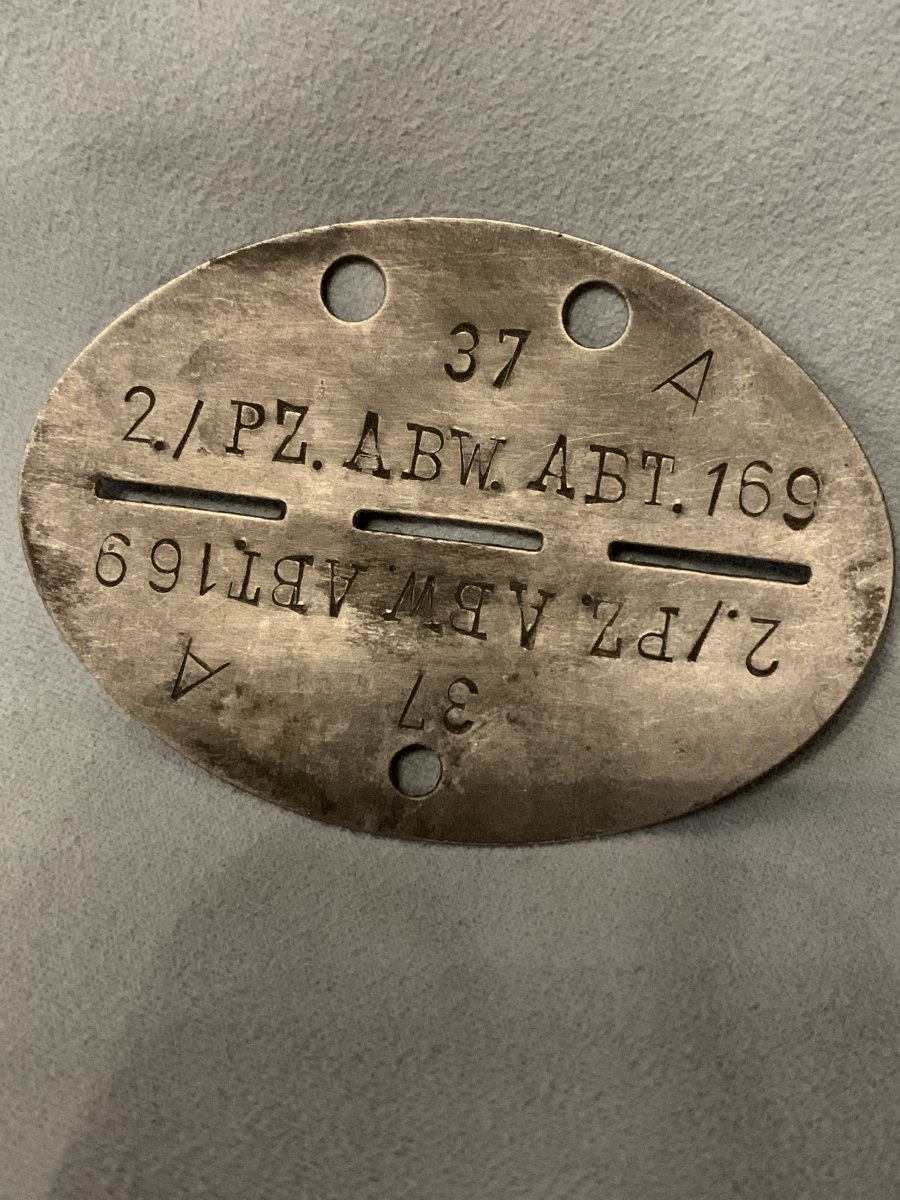 37
A
2./ PZ. ABW. ABT. 169
2./PZ. ABW. ABT.169
37
A